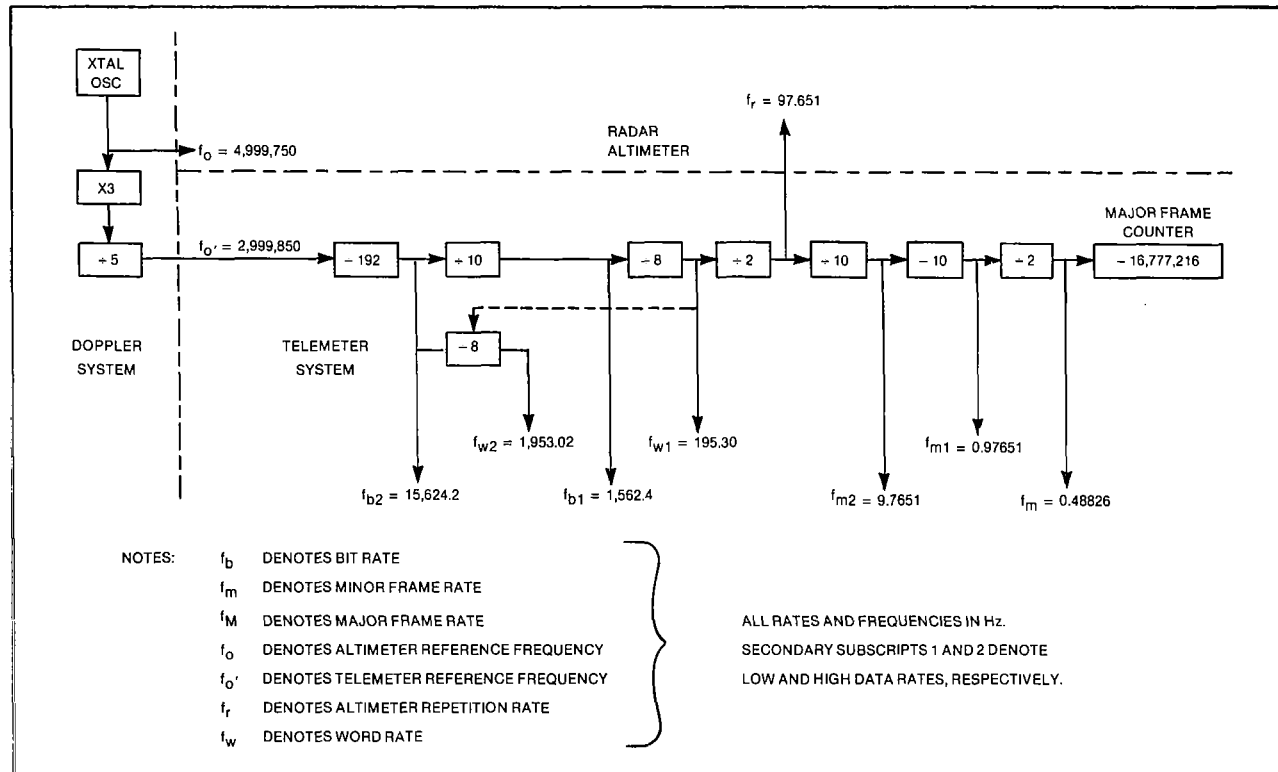 XTAL
OSC
f_r = 97.651
RADAR
ALTIMETER
f_o = 4,999,750
X3
MAJOR FRAME
COUNTER
÷5
f_o' = 2,999,850
−192
÷10
−8
÷2
÷10
−10
÷2
−16,777,216
DOPPLER
SYSTEM
TELEMETER
SYSTEM
−8
f_w2 = 1,953.02
f_w1 = 195.30
f_m1 = 0.97651
f_b2 = 15,624.2
f_b1 = 1,562.4
f_m2 = 9.7651
f_m = 0.48826
NOTES:
f_b DENOTES BIT RATE
f_m DENOTES MINOR FRAME RATE
f_M DENOTES MAJOR FRAME RATE
f_o DENOTES ALTIMETER REFERENCE FREQUENCY
f_o' DENOTES TELEMETER REFERENCE FREQUENCY
f_r DENOTES ALTIMETER REPETITION RATE
f_w DENOTES WORD RATE
ALL RATES AND FREQUENCIES IN Hz.
SECONDARY SUBSCRIPTS 1 AND 2 DENOTE
LOW AND HIGH DATA RATES, RESPECTIVELY.